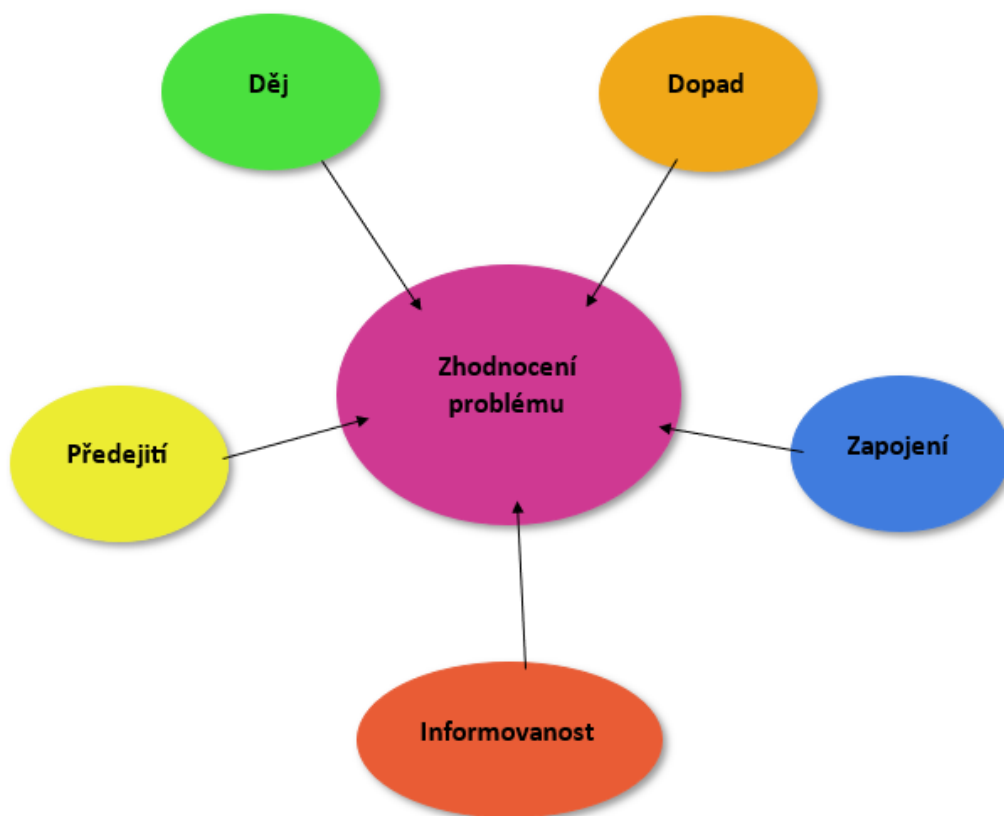 Děj
Dopad
Zhodnocení
problému
Předejití
Zapojení
Informovanost